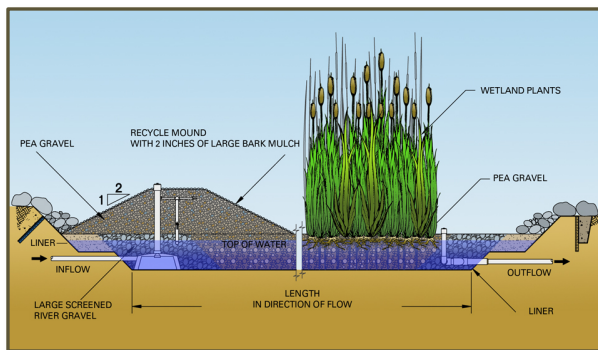 WETLAND PLANTS
RECYCLE MOUND
WITH 2 INCHES OF LARGE BARK MULCH
PEA GRAVEL
2
1
PEA GRAVEL
LINER
TOP OF WATER
INFLOW
OUTFLOW
LARGE SCREENED
RIVER GRAVEL
LENGTH
IN DIRECTION OF FLOW
LINER